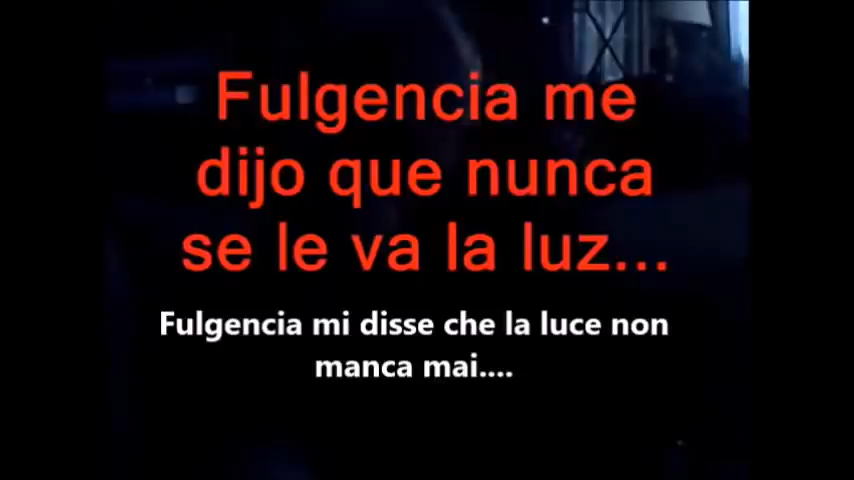 Fulgencia me
dijo que nunca
se le va la luz...
Fulgencia mi disse che la luce non
manca mai....